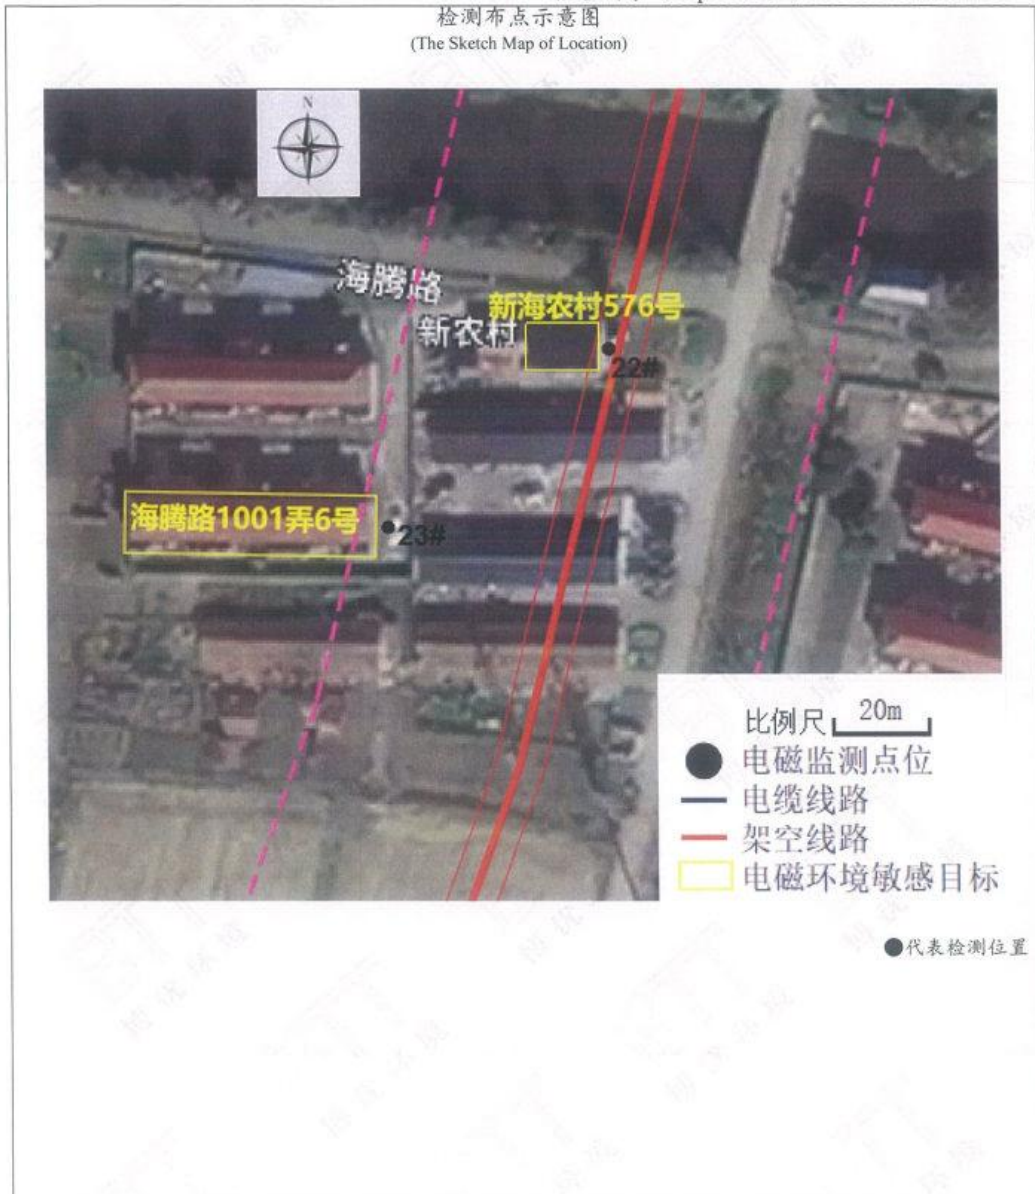 检测布点示意图
(The Sketch Map of Location)
N
海腾路
新海农村576号
新农村
22#
海腾路1001弄6号
23#
比例尺 20m
电磁监测点位
电缆线路
架空线路
电磁环境敏感目标
●代表检测位置